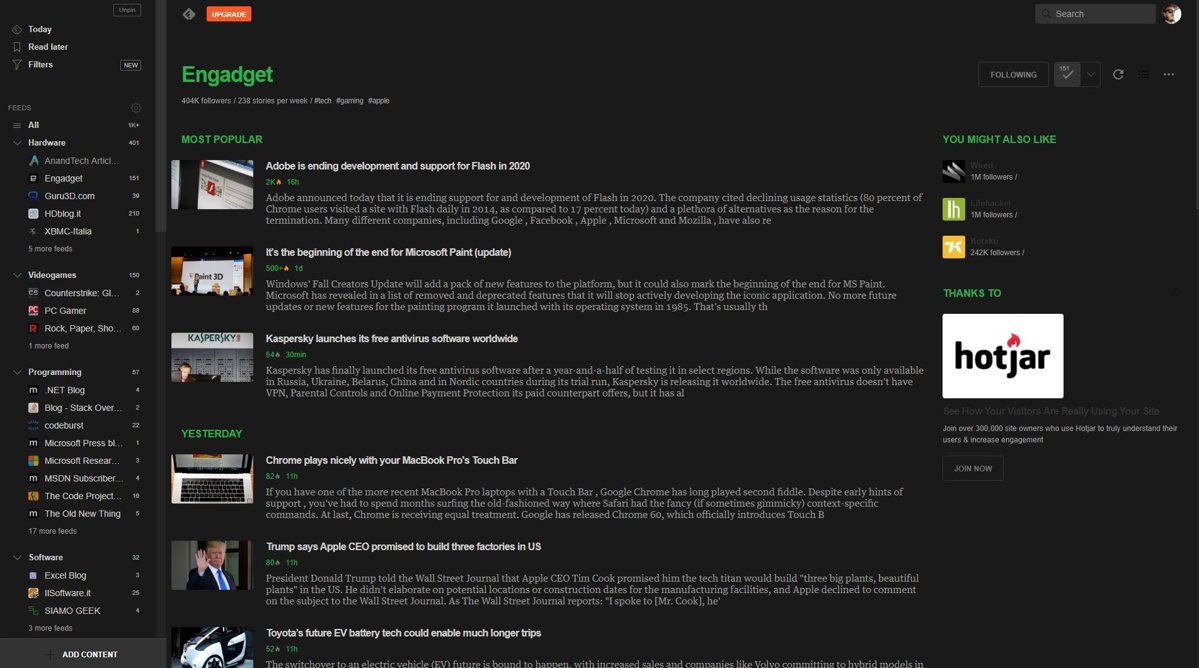 Unpin
Today
Read later
Filters
NEW
FEEDS
All 1K+
Hardware 401
AnandTech Articl...
Engadget 151
Guru3D.com 39
HDblog.it 210
XBMC-Italia 1
5 more feeds
Videogames 150
Counterstrike: Gl... 2
PC Gamer 88
Rock, Paper, Sho... 60
1 more feed
Programming 57
.NET Blog 4
Blog - Stack Over... 2
codeburst 22
Microsoft Press bl... 1
Microsoft Resear... 3
MSDN Subscriber... 4
The Code Project... 16
The Old New Thing 5
17 more feeds
Software 32
Excel Blog 3
IlSoftware.it 25
SIAMO GEEK 4
3 more feeds
ADD CONTENT
UPGRADE
Search
Engadget
404K followers / 238 stories per week / #tech #gaming #apple
FOLLOWING
151
MOST POPULAR
Adobe is ending development and support for Flash in 2020
2K 16h
Adobe announced today that it is ending support for and development of Flash in 2020. The company cited declining usage statistics (80 percent of
Chrome users visited a site with Flash daily in 2014, as compared to 17 percent today) and a plethora of alternatives as the reason for the
termination. Many different companies, including Google , Facebook , Apple , Microsoft and Mozilla , have also re
Paint 3D
It's the beginning of the end for Microsoft Paint (update)
500+ 1d
Windows' Fall Creators Update will add a pack of new features to the platform, but it could also mark the beginning of the end for MS Paint.
Microsoft has revealed in a list of removed and deprecated features that it will stop actively developing the iconic application. No more future
updates or new features for the painting program it launched with its operating system in 1985. That's usually th
KASPERSKY
Kaspersky launches its free antivirus software worldwide
54 30min
Kaspersky has finally launched its free antivirus software after a year-and-a-half of testing it in select regions. While the software was only available
in Russia, Ukraine, Belarus, China and in Nordic countries during its trial run, Kaspersky is releasing it worldwide. The free antivirus doesn't have
VPN, Parental Controls and Online Payment Protection its paid counterpart offers, but it has al
YESTERDAY
Chrome plays nicely with your MacBook Pro's Touch Bar
82 11h
If you have one of the more recent MacBook Pro laptops with a Touch Bar , Google Chrome has long played second fiddle. Despite early hints of
support , you've had to spend months surfing the old-fashioned way where Safari had the fancy (if sometimes gimmicky) context-specific
commands. At last, Chrome is receiving equal treatment. Google has released Chrome 60, which officially introduces Touch B
Trump says Apple CEO promised to build three factories in US
80 11h
President Donald Trump told the Wall Street Journal that Apple CEO Tim Cook promised him the tech titan would build "three big plants, beautiful
plants" in the US. He didn't elaborate on potential locations or construction dates for the manufacturing facilities, and Apple declined to comment
on the subject to the Wall Street Journal. As The Wall Street Journal reports: "I spoke to [Mr. Cook], he'
Toyota's future EV battery tech could enable much longer trips
52 11h
The switchover to an electric vehicle (EV) future is bound to happen, with increased sales and companies like Volvo committing to hybrid models in
YOU MIGHT ALSO LIKE
Wired
1M followers /
lh
Lifehacker
1M followers /
Kotaku
242K followers /
THANKS TO
hotjar
See How Your Visitors Are Really Using Your Site
Join over 300,000 site owners who use Hotjar to truly understand their
users & increase engagement
JOIN NOW